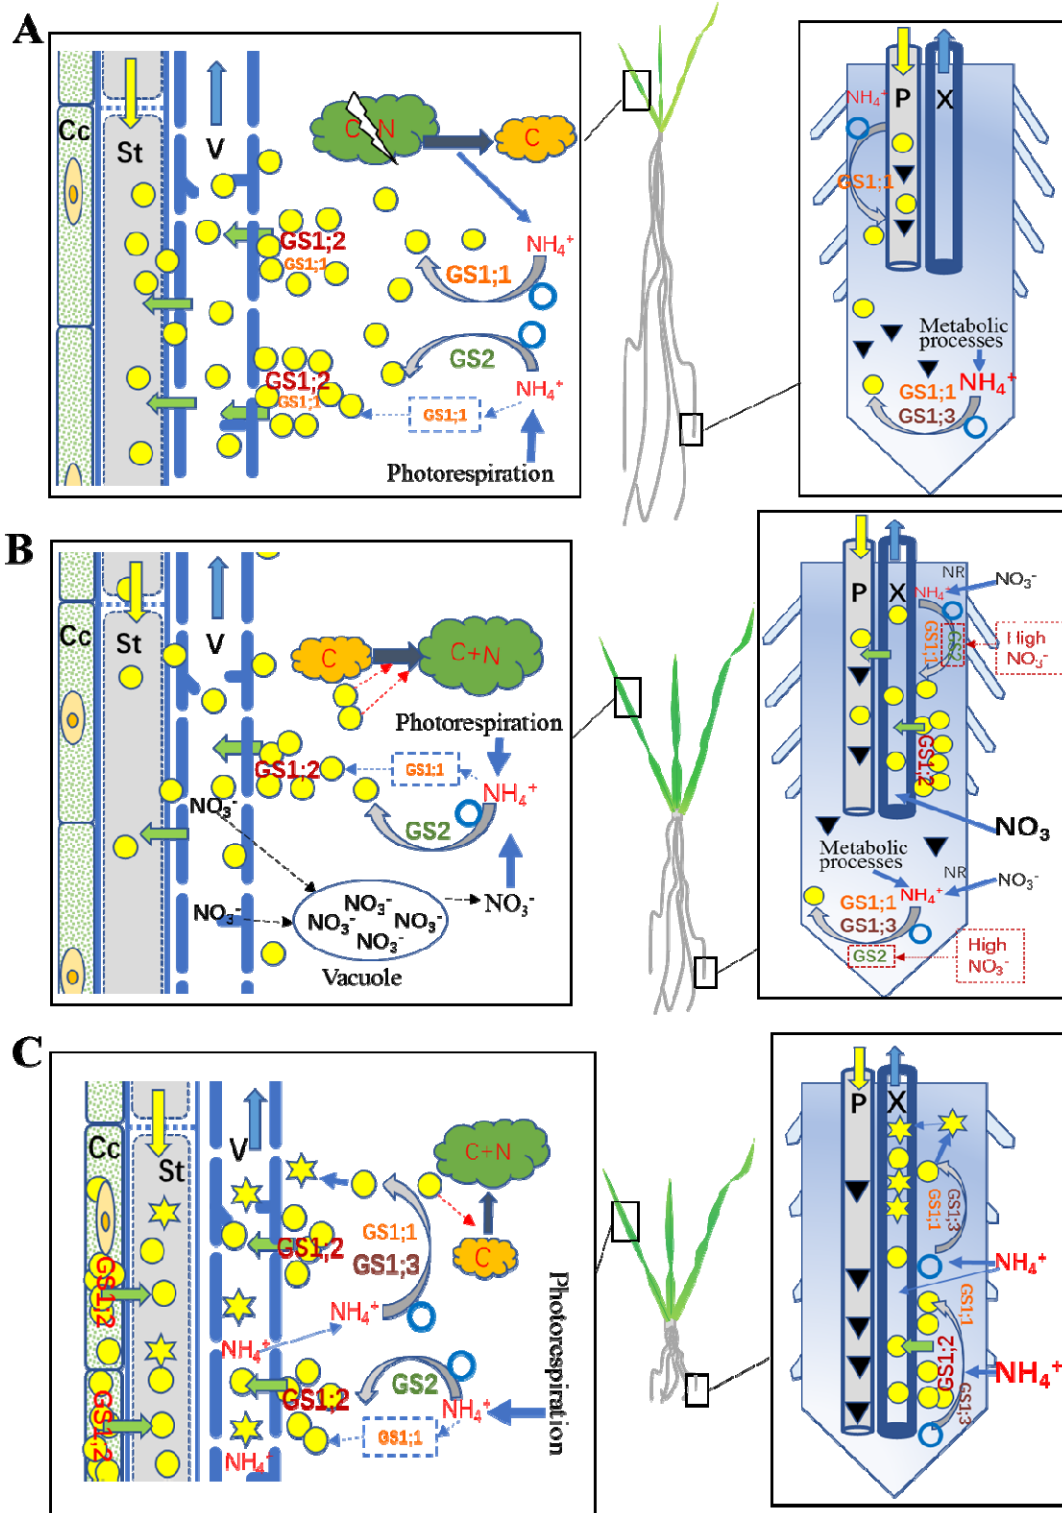 A
Cc
St
V
C
N
C
GS1;2
GS1;1
NH₄⁺
GS1;1
GS2
GS1;2
GS1;1
GS1;1
NH₄⁺
Photorespiration
P
X
NH₄⁺
GS1;1
Metabolic
processes
GS1;1
NH₄⁺
GS1;3
B
Cc
St
V
C
C+N
Photorespiration
GS1;2
GS1;1
NH₄⁺
GS2
NO₃⁻
NO₃⁻
NO₃⁻
NO₃⁻
NO₃⁻
NO₃⁻
NO₃⁻
Vacuole
P
X
NR
NO₃⁻
NH₄⁺
GS1;1
GS2
High
NO₃⁻
GS1;2
NO₃
Metabolic
processes
NR
NH₄⁺
NO₃⁻
GS1;1
GS1;3
GS2
High
NO₃⁻
C
Cc
St
V
C+N
C
GS1;1
GS1;3
GS1;2
GS1;2
NH₄⁺
NH₄⁺
GS2
GS1;2
GS1;2
NH₄⁺
GS1;1
NH₄⁺
Photorespiration
P
X
GS1;1
GS1;3
NH₄⁺
GS1;1
GS1;2
NH₄⁺
GS1;3